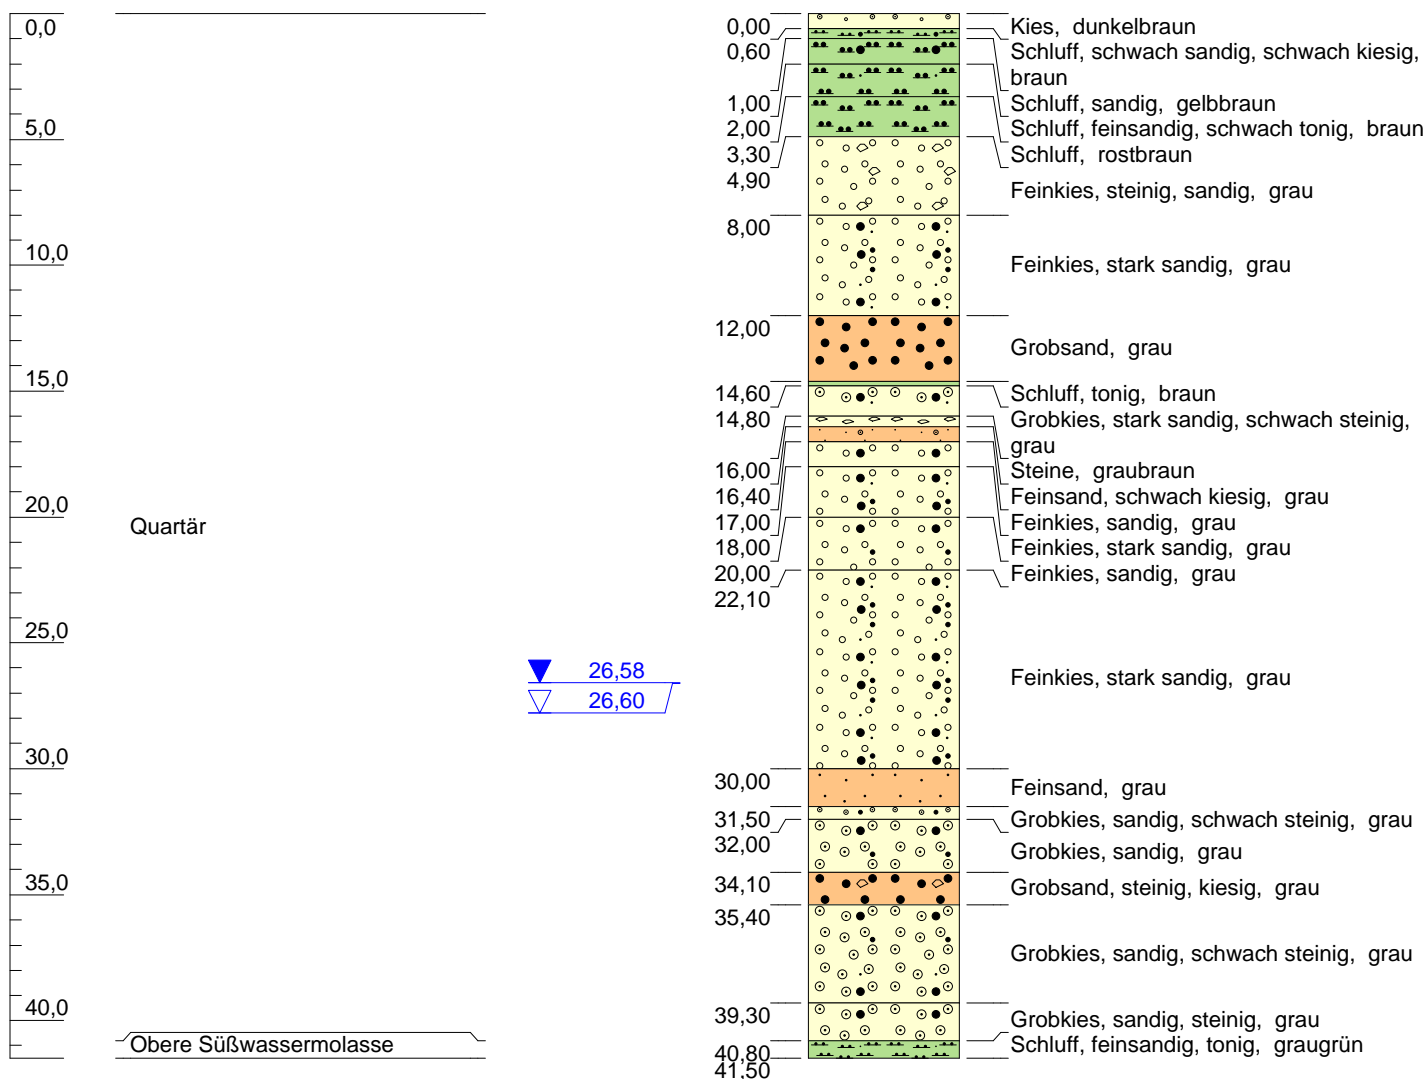 0,0
5,0
10,0
15,0
20,0
25,0
30,0
35,0
40,0
Quartär
Obere Süßwassermolasse
26,58
26,60
0,00
0,60
1,00
2,00
3,30
4,90
8,00
12,00
14,60
14,80
16,00
16,40
17,00
18,00
20,00
22,10
30,00
31,50
32,00
34,10
35,40
39,30
40,80
41,50
Kies, dunkelbraun
Schluff, schwach sandig, schwach kiesig,
braun
Schluff, sandig, gelbbraun
Schluff, feinsandig, schwach tonig, braun
Schluff, rostbraun
Feinkies, steinig, sandig, grau
Feinkies, stark sandig, grau
Grobsand, grau
Schluff, tonig, braun
Grobkies, stark sandig, schwach steinig,
grau
Steine, graubraun
Feinsand, schwach kiesig, grau
Feinkies, sandig, grau
Feinkies, stark sandig, grau
Feinkies, sandig, grau
Feinkies, stark sandig, grau
Feinsand, grau
Grobkies, sandig, schwach steinig, grau
Grobkies, sandig, grau
Grobsand, steinig, kiesig, grau
Grobkies, sandig, schwach steinig, grau
Grobkies, sandig, steinig, grau
Schluff, feinsandig, tonig, graugrün